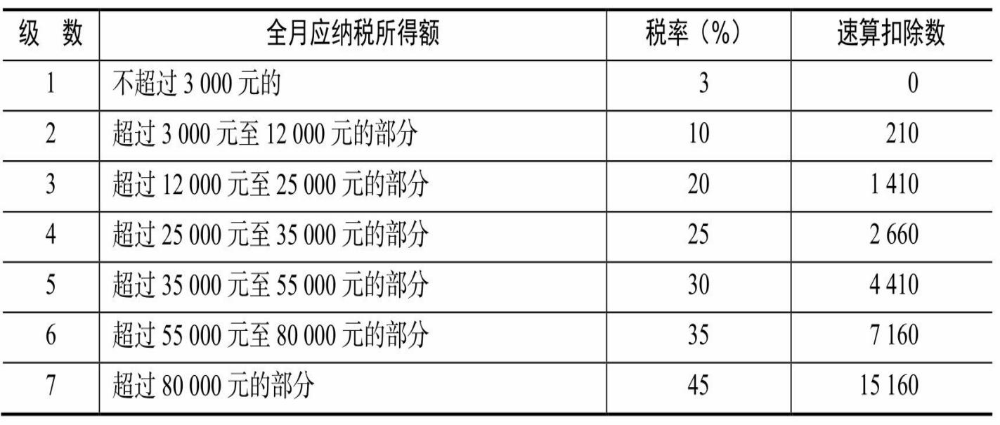 级 数 全月应纳税所得额 税率（%） 速算扣除数
1 不超过 3 000 元的 3 0
2 超过 3 000 元至 12 000 元的部分 10 210
3 超过 12 000 元至 25 000 元的部分 20 1 410
4 超过 25 000 元至 35 000 元的部分 25 2 660
5 超过 35 000 元至 55 000 元的部分 30 4 410
6 超过 55 000 元至 80 000 元的部分 35 7 160
7 超过 80 000 元的部分 45 15 160